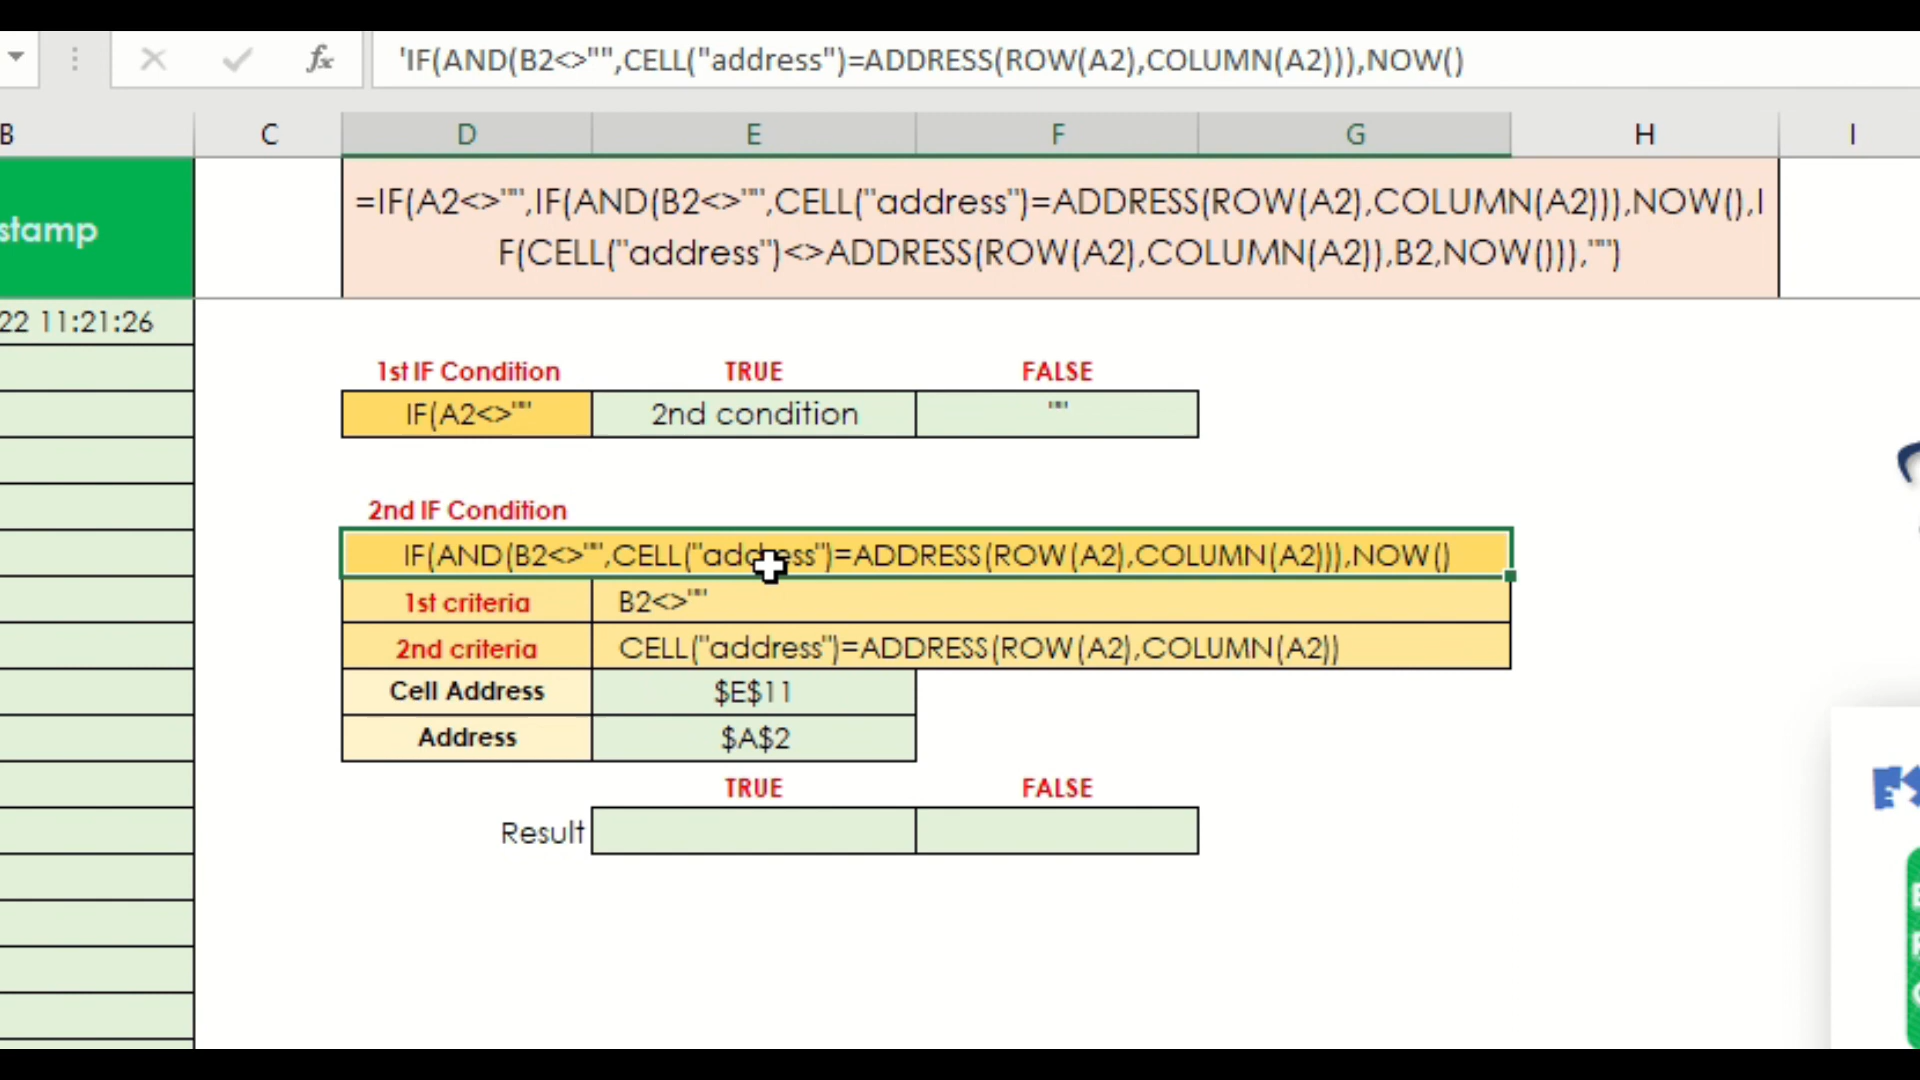 fx 'IF(AND(B2<>"",CELL("address")=ADDRESS(ROW(A2),COLUMN(A2))),NOW()
B C D E F G H I
stamp
=IF(A2<>"",IF(AND(B2<>"",CELL("address")=ADDRESS(ROW(A2),COLUMN(A2))),NOW(),I
F(CELL("address")<>ADDRESS(ROW(A2),COLUMN(A2)),B2,NOW())),"")
22 11:21:26
1st IF Condition TRUE FALSE
IF(A2<>"" 2nd condition ""
2nd IF Condition
IF(AND(B2<>"",CELL("address")=ADDRESS(ROW(A2),COLUMN(A2))),NOW()
1st criteria B2<>""
2nd criteria CELL("address")=ADDRESS(ROW(A2),COLUMN(A2))
Cell Address $E$11
Address $A$2
TRUE FALSE
Result